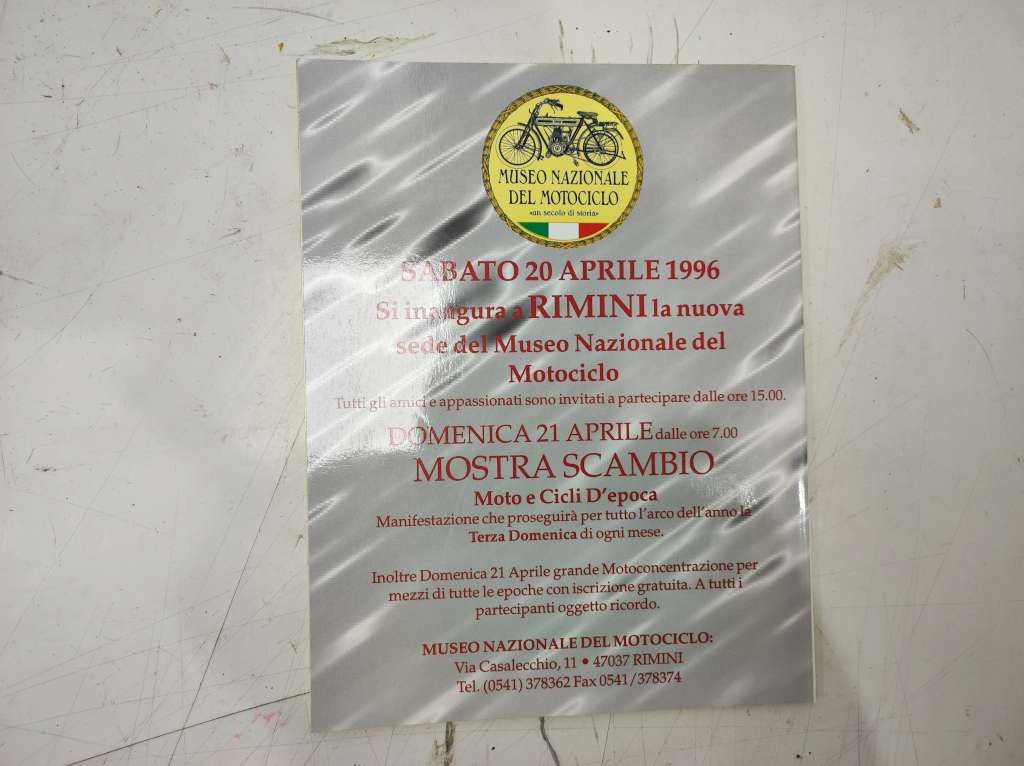 MUSEO NAZIONALE
DEL MOTOCICLO
«un secolo di storia»
SABATO 20 APRILE 1996
Si inaugura a RIMINI la nuova
sede del Museo Nazionale del
Motociclo
Tutti gli amici e appassionati sono invitati a partecipare dalle ore 15.00.
DOMENICA 21 APRILE dalle ore 7.00
MOSTRA SCAMBIO
Moto e Cicli D'epoca
Manifestazione che proseguirà per tutto l'arco dell'anno la
Terza Domenica di ogni mese.
Inoltre Domenica 21 Aprile grande Motoconcentrazione per
mezzi di tutte le epoche con iscrizione gratuita. A tutti i
partecipanti oggetto ricordo.
MUSEO NAZIONALE DEL MOTOCICLO:
Via Casalecchio, 11 • 47037 RIMINI
Tel. (0541) 378362 Fax 0541/378374